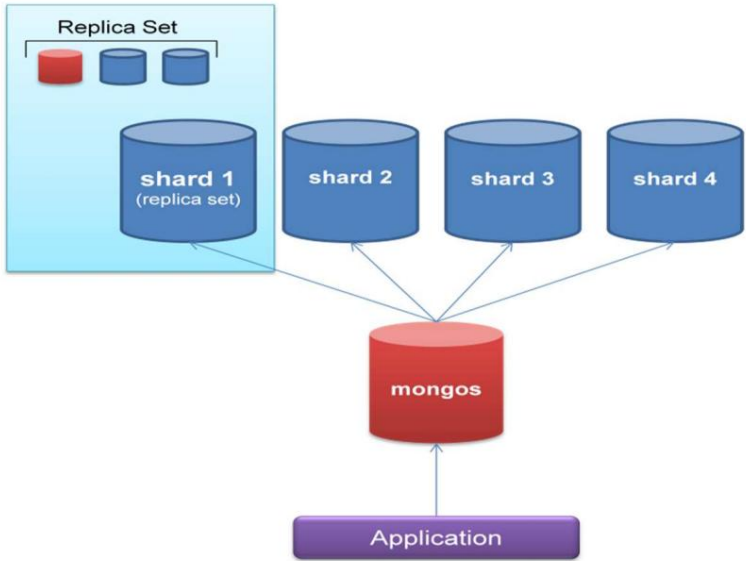 Replica Set
shard 1
(replica set)
shard 2
shard 3
shard 4
mongos
Application